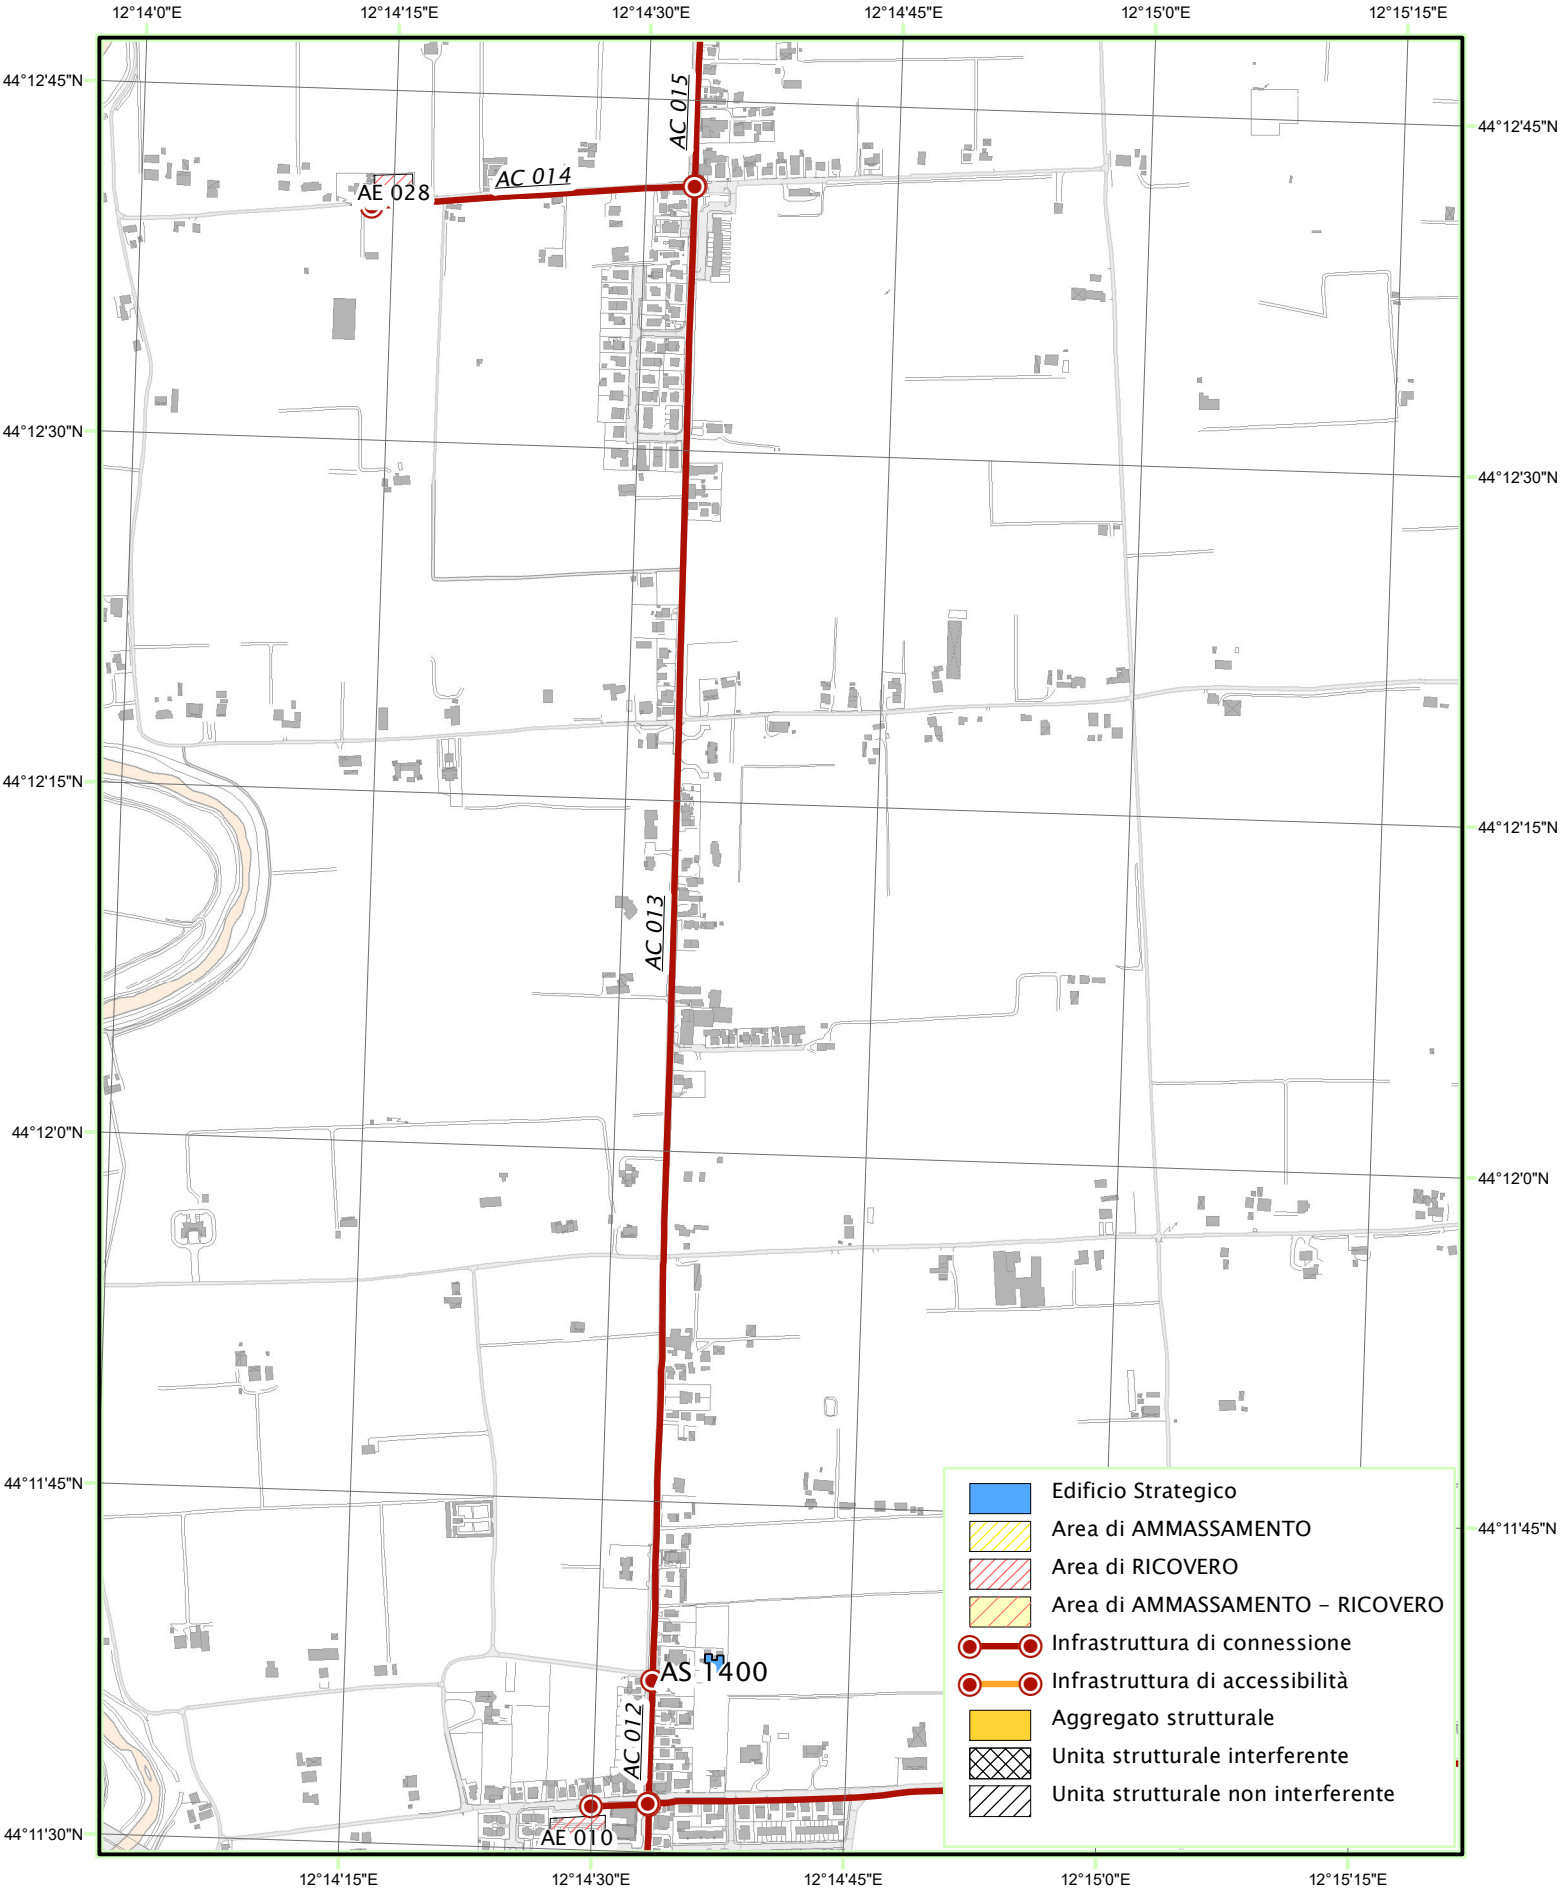 12°14'0"E 12°14'15"E 12°14'30"E 12°14'45"E 12°15'0"E 12°15'15"E
44°12'45"N
AC 015
44°12'45"N
AC 014
AE 028
44°12'30"N
44°12'30"N
44°12'15"N
44°12'15"N
AC 013
44°12'0"N
44°12'0"N
44°11'45"N
44°11'45"N
Edificio Strategico
Area di AMMASSAMENTO
Area di RICOVERO
Area di AMMASSAMENTO - RICOVERO
Infrastruttura di connessione
Infrastruttura di accessibilità
Aggregato strutturale
Unita strutturale interferente
Unita strutturale non interferente
AS 1400
AC 012
44°11'30"N
AE 010
12°14'15"E 12°14'30"E 12°14'45"E 12°15'0"E 12°15'15"E